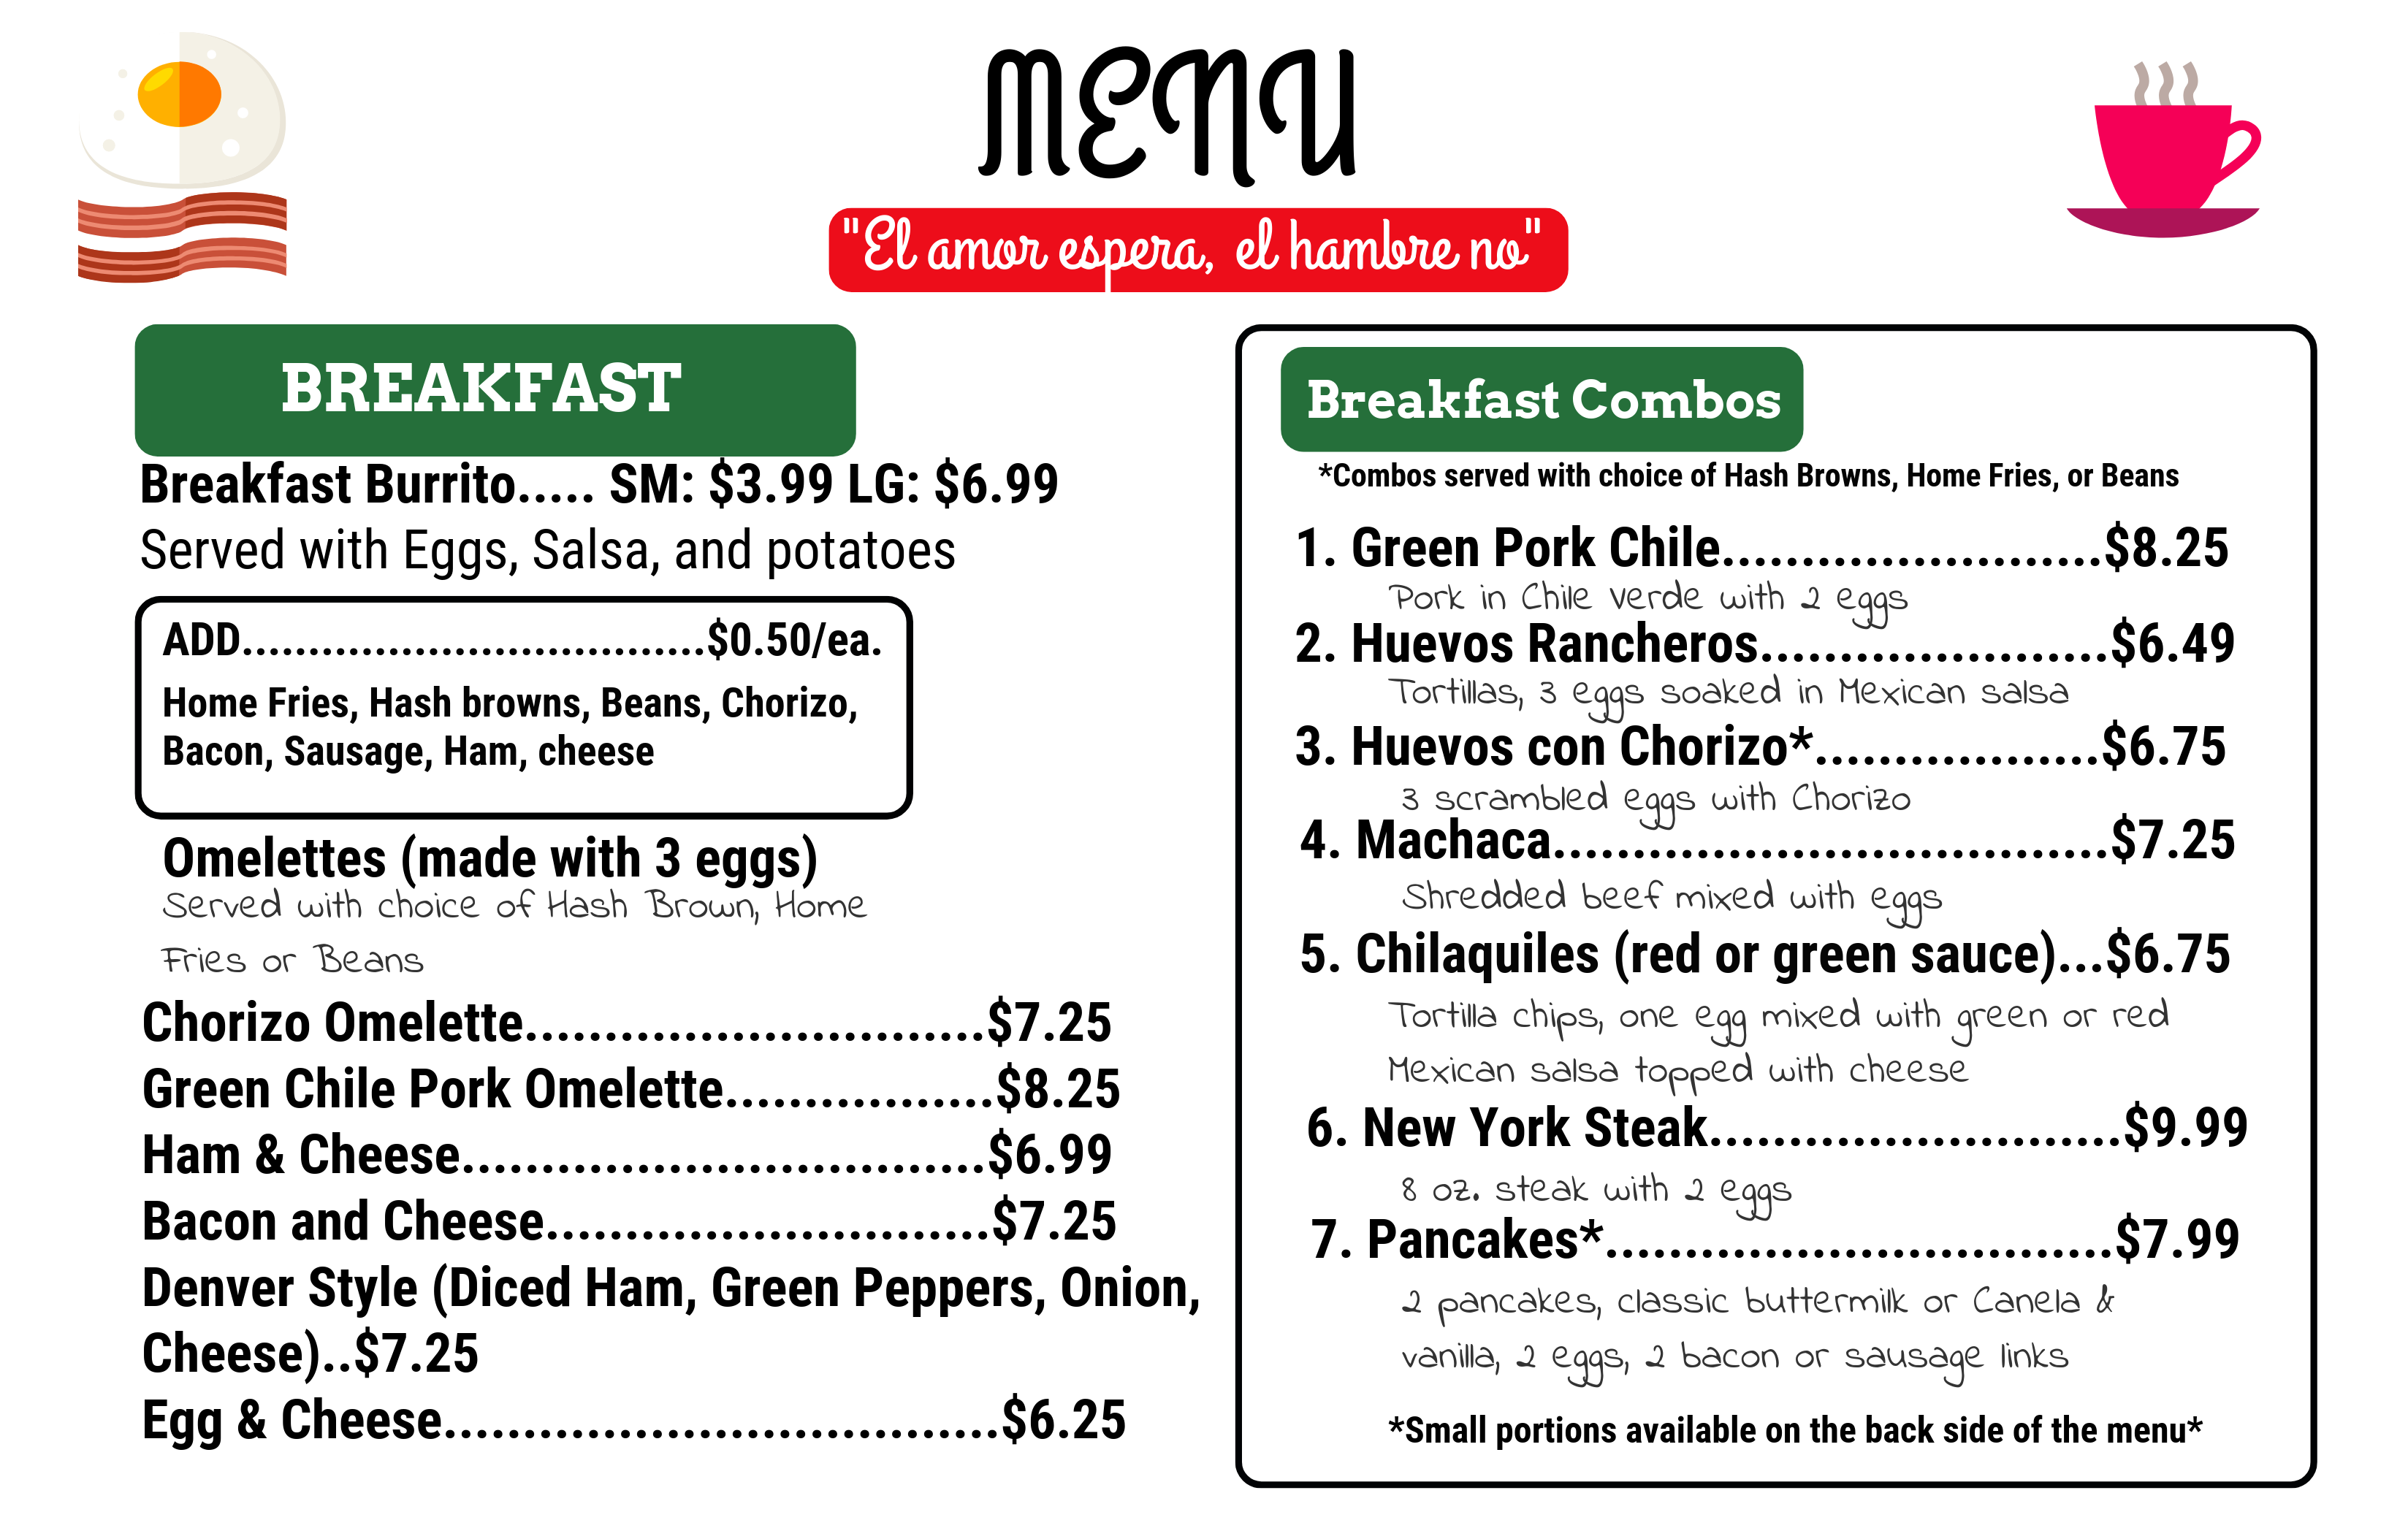 MENU
"El amor espera, el hambre no"
BREAKFAST
Breakfast Burrito..... SM: $3.99 LG: $6.99
Served with Eggs, Salsa, and potatoes
ADD...................................$0.50/ea.
Home Fries, Hash browns, Beans, Chorizo,
Bacon, Sausage, Ham, cheese
Omelettes (made with 3 eggs)
Served with choice of Hash Brown, Home
Fries or Beans
Chorizo Omelette.............................$7.25
Green Chile Pork Omelette.................$8.25
Ham & Cheese.................................$6.99
Bacon and Cheese............................$7.25
Denver Style (Diced Ham, Green Peppers, Onion,
Cheese)..$7.25
Egg & Cheese...................................$6.25
Breakfast Combos
*Combos served with choice of Hash Browns, Home Fries, or Beans
1. Green Pork Chile........................$8.25
Pork in Chile Verde with 2 eggs
2. Huevos Rancheros......................$6.49
Tortillas, 3 eggs soaked in Mexican salsa
3. Huevos con Chorizo*..................$6.75
3 scrambled eggs with Chorizo
4. Machaca...................................$7.25
Shredded beef mixed with eggs
5. Chilaquiles (red or green sauce)...$6.75
Tortilla chips, one egg mixed with green or red
Mexican salsa topped with cheese
6. New York Steak..........................$9.99
8 oz. steak with 2 eggs
7. Pancakes*................................$7.99
2 pancakes, classic buttermilk or Canela &
vanilla, 2 eggs, 2 bacon or sausage links
*Small portions available on the back side of the menu*